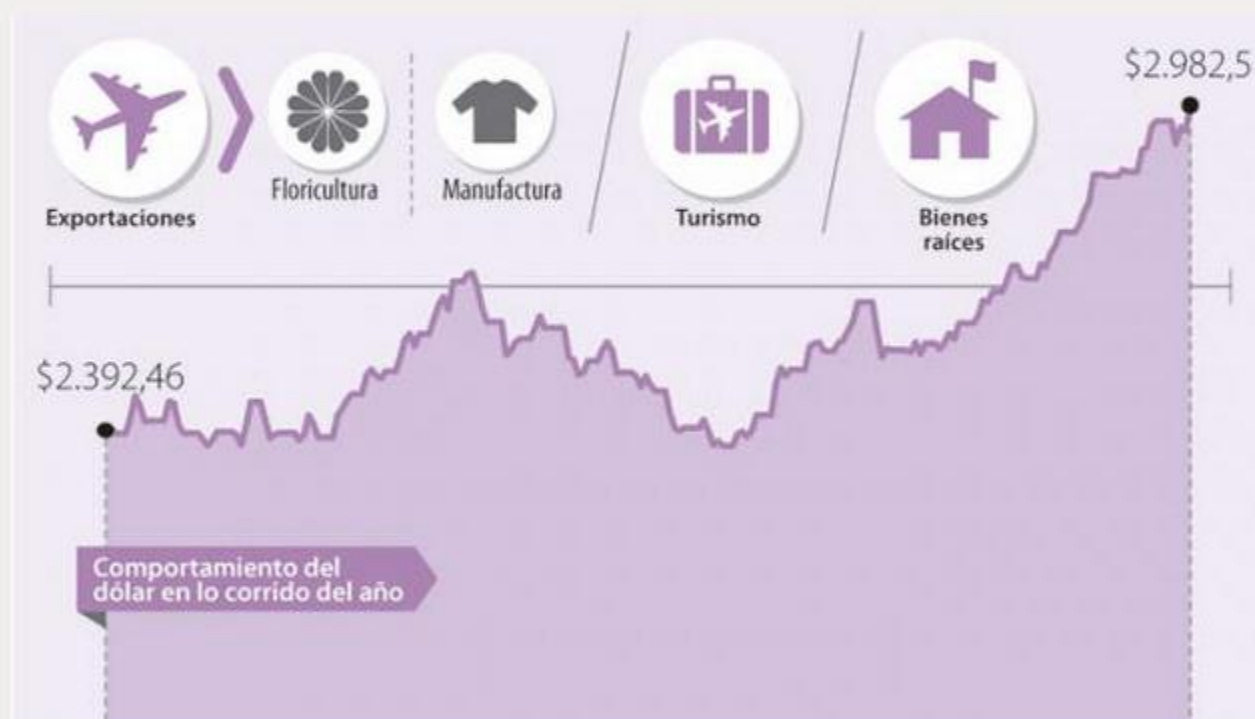 $2.982,5
Floricultura
Manufactura
Exportaciones
Turismo
Bienes
raíces
$2.392,46
Comportamiento del
dólar en lo corrido del año